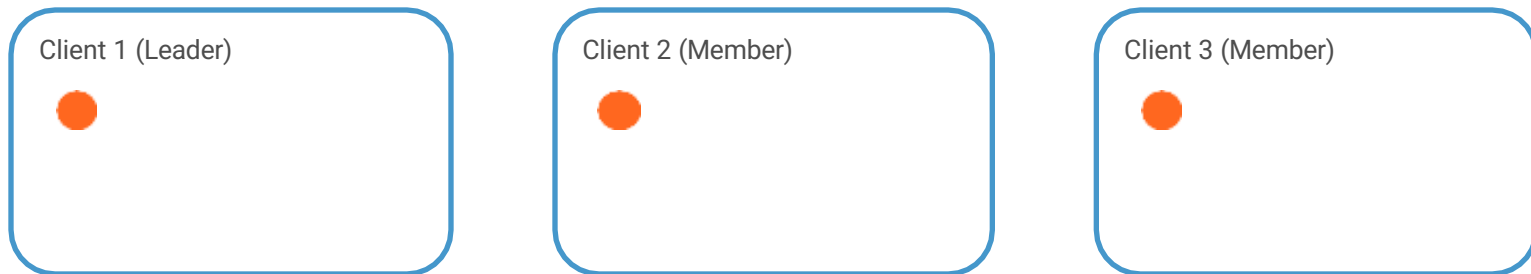 Client 1 (Leader)
Client 2 (Member)
Client 3 (Member)